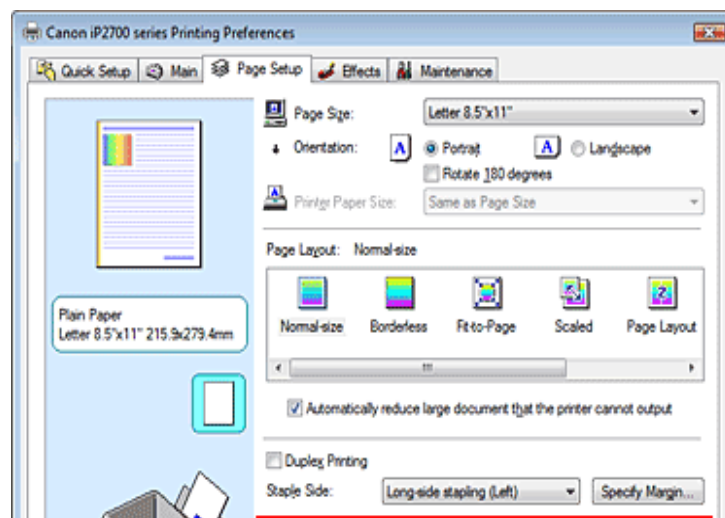 Canon iP2700 series Printing Preferences
Quick Setup Main Page Setup Effects Maintenance
Page Size: Letter 8.5"x11"
Orientation: A Portrait A Landscape
Rotate 180 degrees
Printer Paper Size: Same as Page Size
Page Layout: Normal-size
Normal-size Borderless Fit-to-Page Scaled Page Layout
Plain Paper
Letter 8.5"x11" 215.9x279.4mm
Automatically reduce large document that the printer cannot output
Duplex Printing
Staple Side: Long-side stapling (Left) Specify Margin...